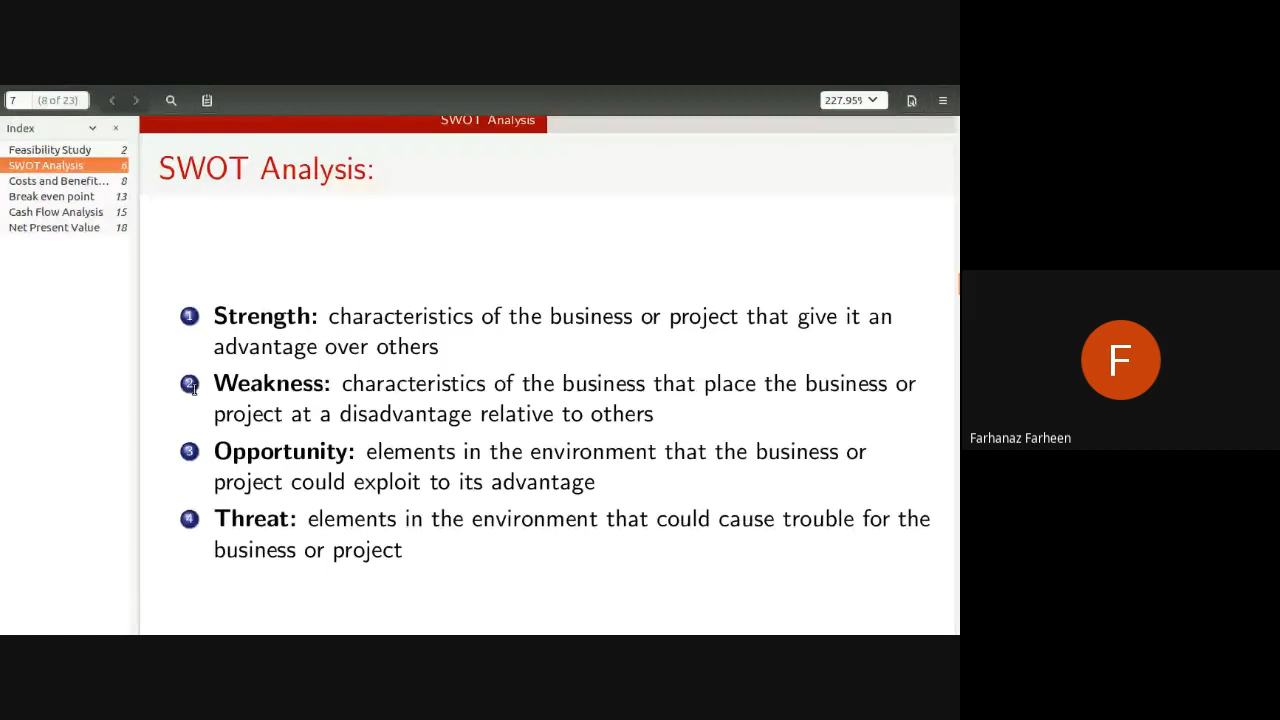 7 (8 of 23)
227.95%
Index
Feasibility Study 2
SWOT Analysis 6
Costs and Benefit... 8
Break even point 13
Cash Flow Analysis 15
Net Present Value 18
SWOT Analysis
SWOT Analysis:
1 Strength: characteristics of the business or project that give it an
advantage over others
2 Weakness: characteristics of the business that place the business or
project at a disadvantage relative to others
3 Opportunity: elements in the environment that the business or
project could exploit to its advantage
4 Threat: elements in the environment that could cause trouble for the
business or project
F
Farhanaz Farheen